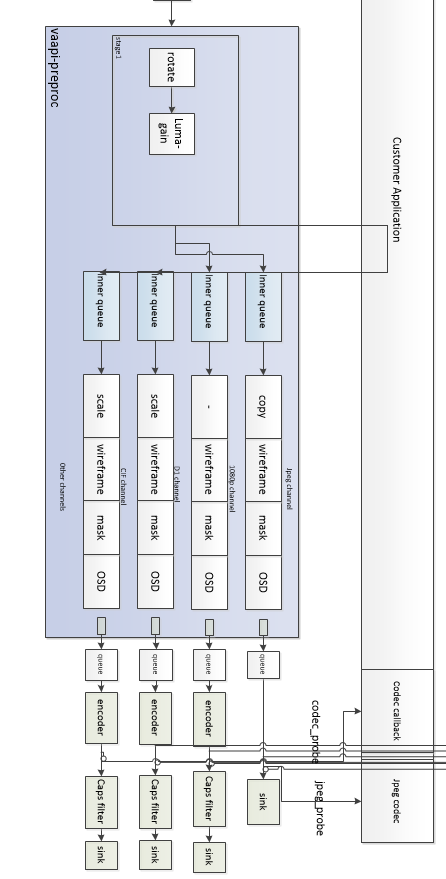 vaapi-preproc
stage1
rotate
Luma-
gain
Customer Application
Inner queue
Inner queue
Inner queue
Inner queue
scale
scale
-
copy
wireframe
wireframe
wireframe
wireframe
mask
mask
mask
mask
OSD
OSD
OSD
OSD
Other channels
CIF channel
D1 channel
1080p channel
Jpeg channel
queue
queue
queue
queue
encoder
encoder
encoder
codec_probe
Codec callback
Caps filter
Caps filter
Caps filter
sink
jpeg_probe
Jpeg codec
sink
sink
sink